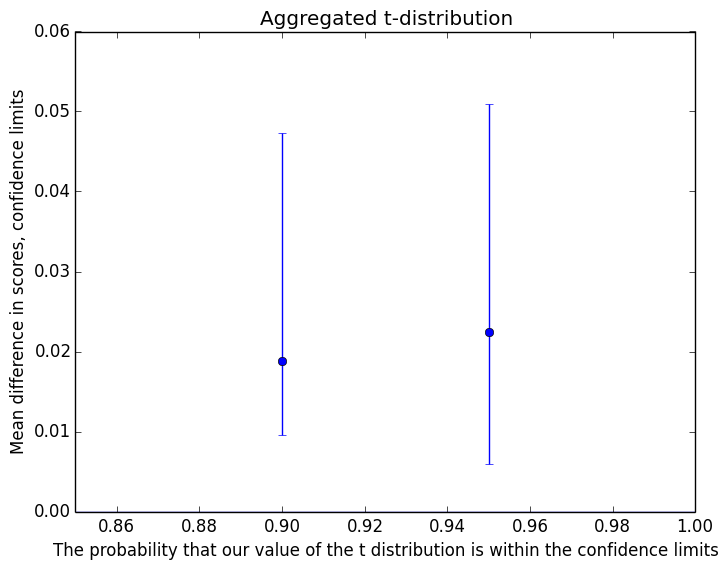 Aggregated t-distribution
Mean difference in scores, confidence limits
0.06
0.05
0.04
0.03
0.02
0.01
0.00
0.86 0.88 0.90 0.92 0.94 0.96 0.98 1.00
The probability that our value of the t distribution is within the confidence limits